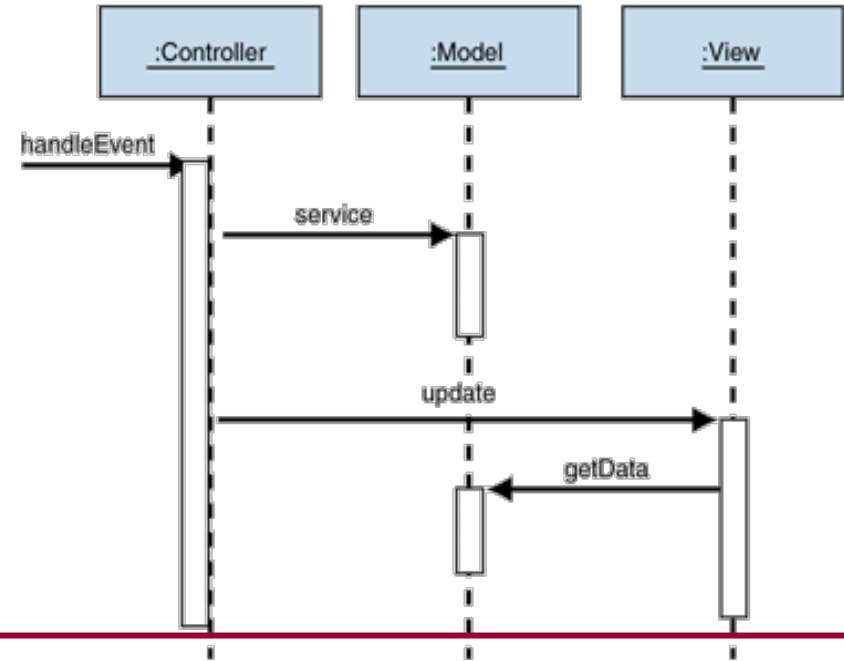 :Controller
:Model
:View
handleEvent
service
update
getData